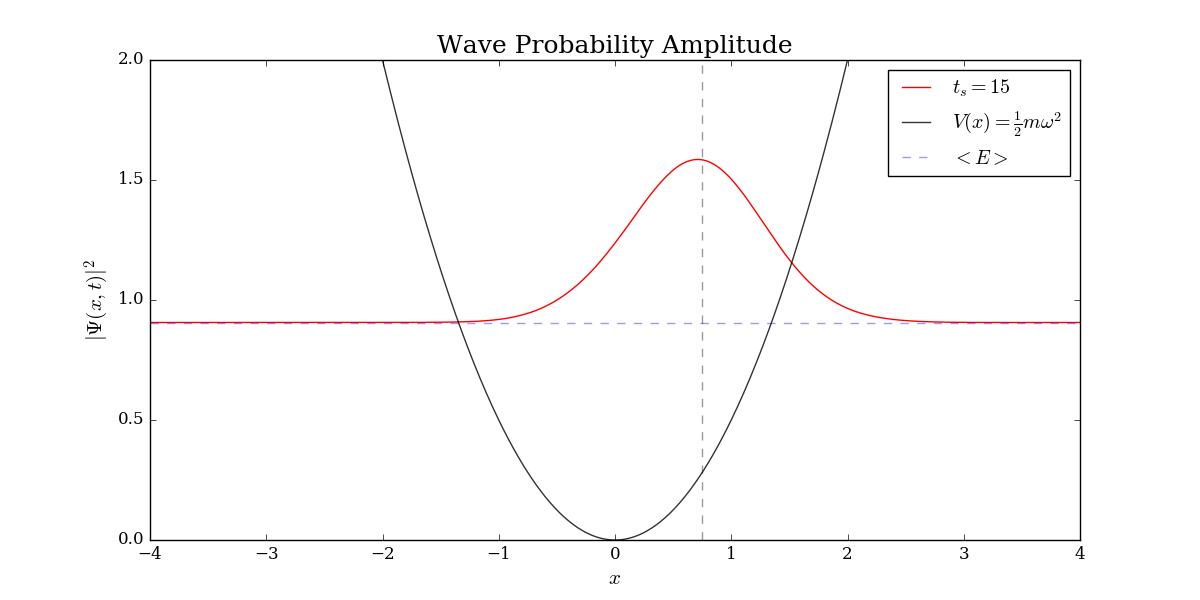 Wave Probability Amplitude
2.0
1.5
1.0
0.5
0.0
|Ψ(x, t)|²
−4 −3 −2 −1 0 1 2 3 4
x
t_s = 15
V(x) = ½mω²
< E >